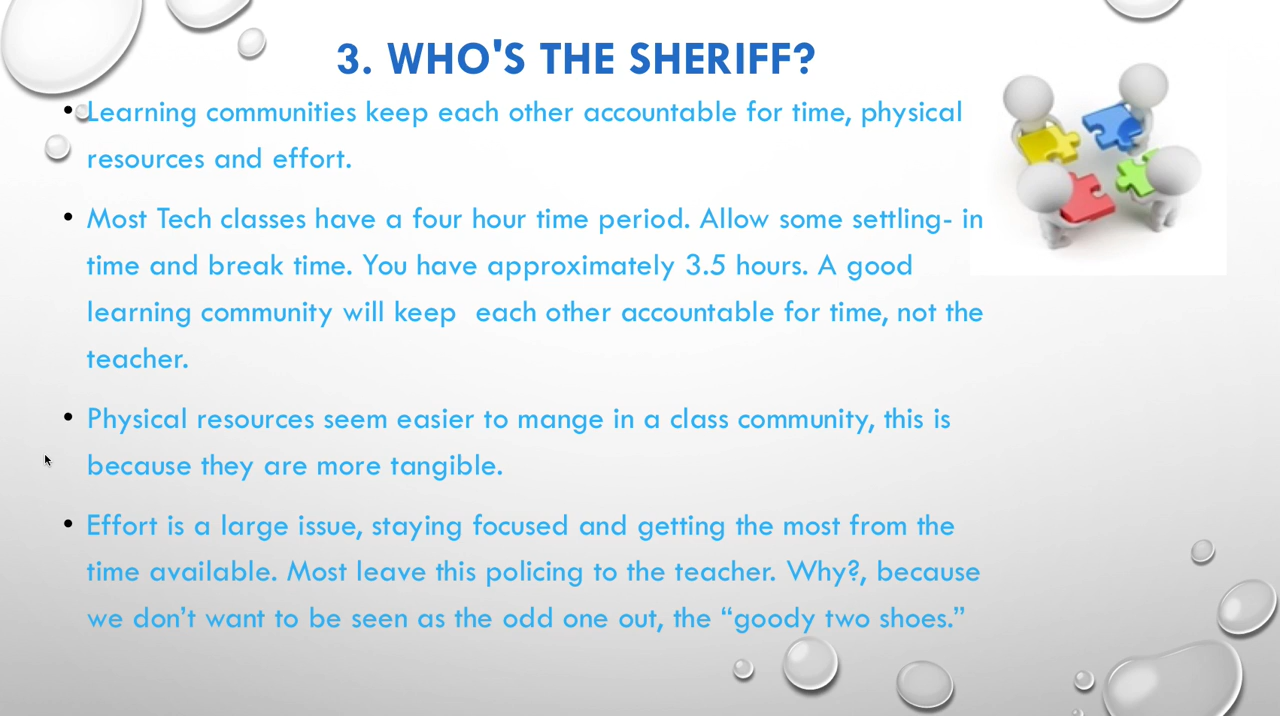 3. WHO'S THE SHERIFF?
• Learning communities keep each other accountable for time, physical
resources and effort.
• Most Tech classes have a four hour time period. Allow some settling- in
time and break time. You have approximately 3.5 hours. A good
learning community will keep  each other accountable for time, not the
teacher.
• Physical resources seem easier to mange in a class community, this is
because they are more tangible.
• Effort is a large issue, staying focused and getting the most from the
time available. Most leave this policing to the teacher. Why?, because
we don’t want to be seen as the odd one out, the “goody two shoes.”